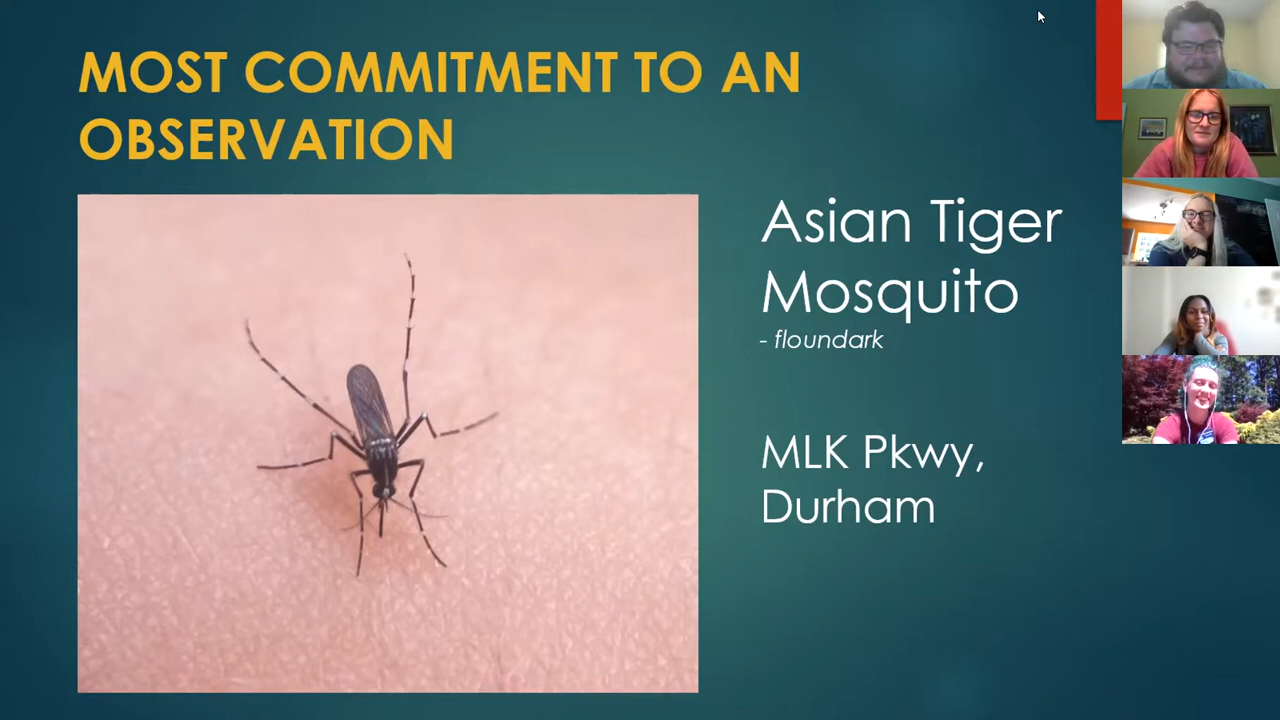 MOST COMMITMENT TO AN
OBSERVATION
Asian Tiger
Mosquito
- floundark
MLK Pkwy,
Durham